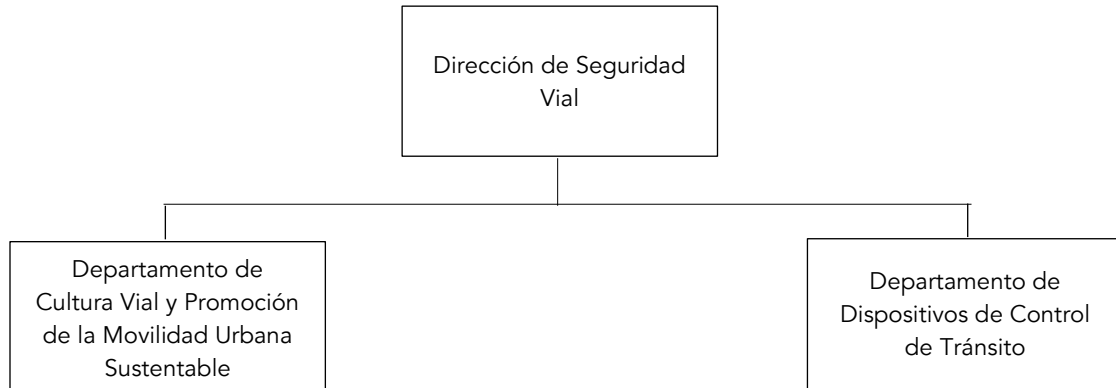 Dirección de Seguridad
Vial
Departamento de
Cultura Vial y Promoción
de la Movilidad Urbana
Sustentable
Departamento de
Dispositivos de Control
de Tránsito